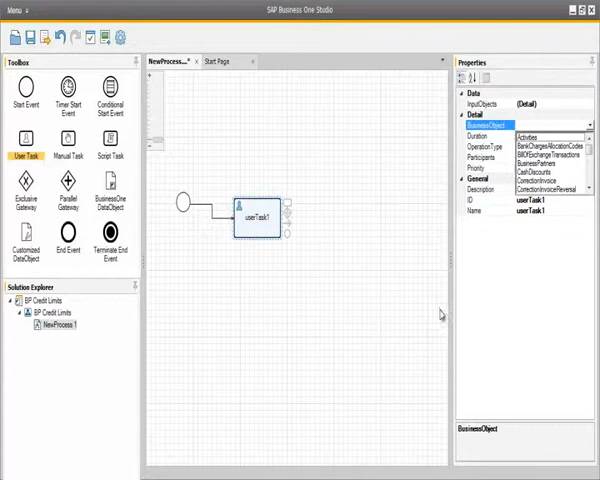 Menu
SAP Business One Studio
Toolbox
Start Event
Timer Start
Event
Conditional
Start Event
User Task
Manual Task
Script Task
Exclusive
Gateway
Parallel
Gateway
BusinessOne
DataObject
Customized
DataObject
End Event
Terminate End
Event
Solution Explorer
BP Credit Limits
BP Credit Limits
NewProcess 1
NewProcess....* ×
Start Page ×
userTask1
Properties
Data
InputObjects (Detail)
Detail
BusinessObject
Duration
OperationType
Participants
Priority
Activities
BankChargesAllocationCodes
BillOfExchangeTransactions
BusinessPartners
CashDiscounts
CorrectionInvoice
CorrectionInvoiceReversal
General
Description
ID userTask1
Name userTask1
BusinessObject